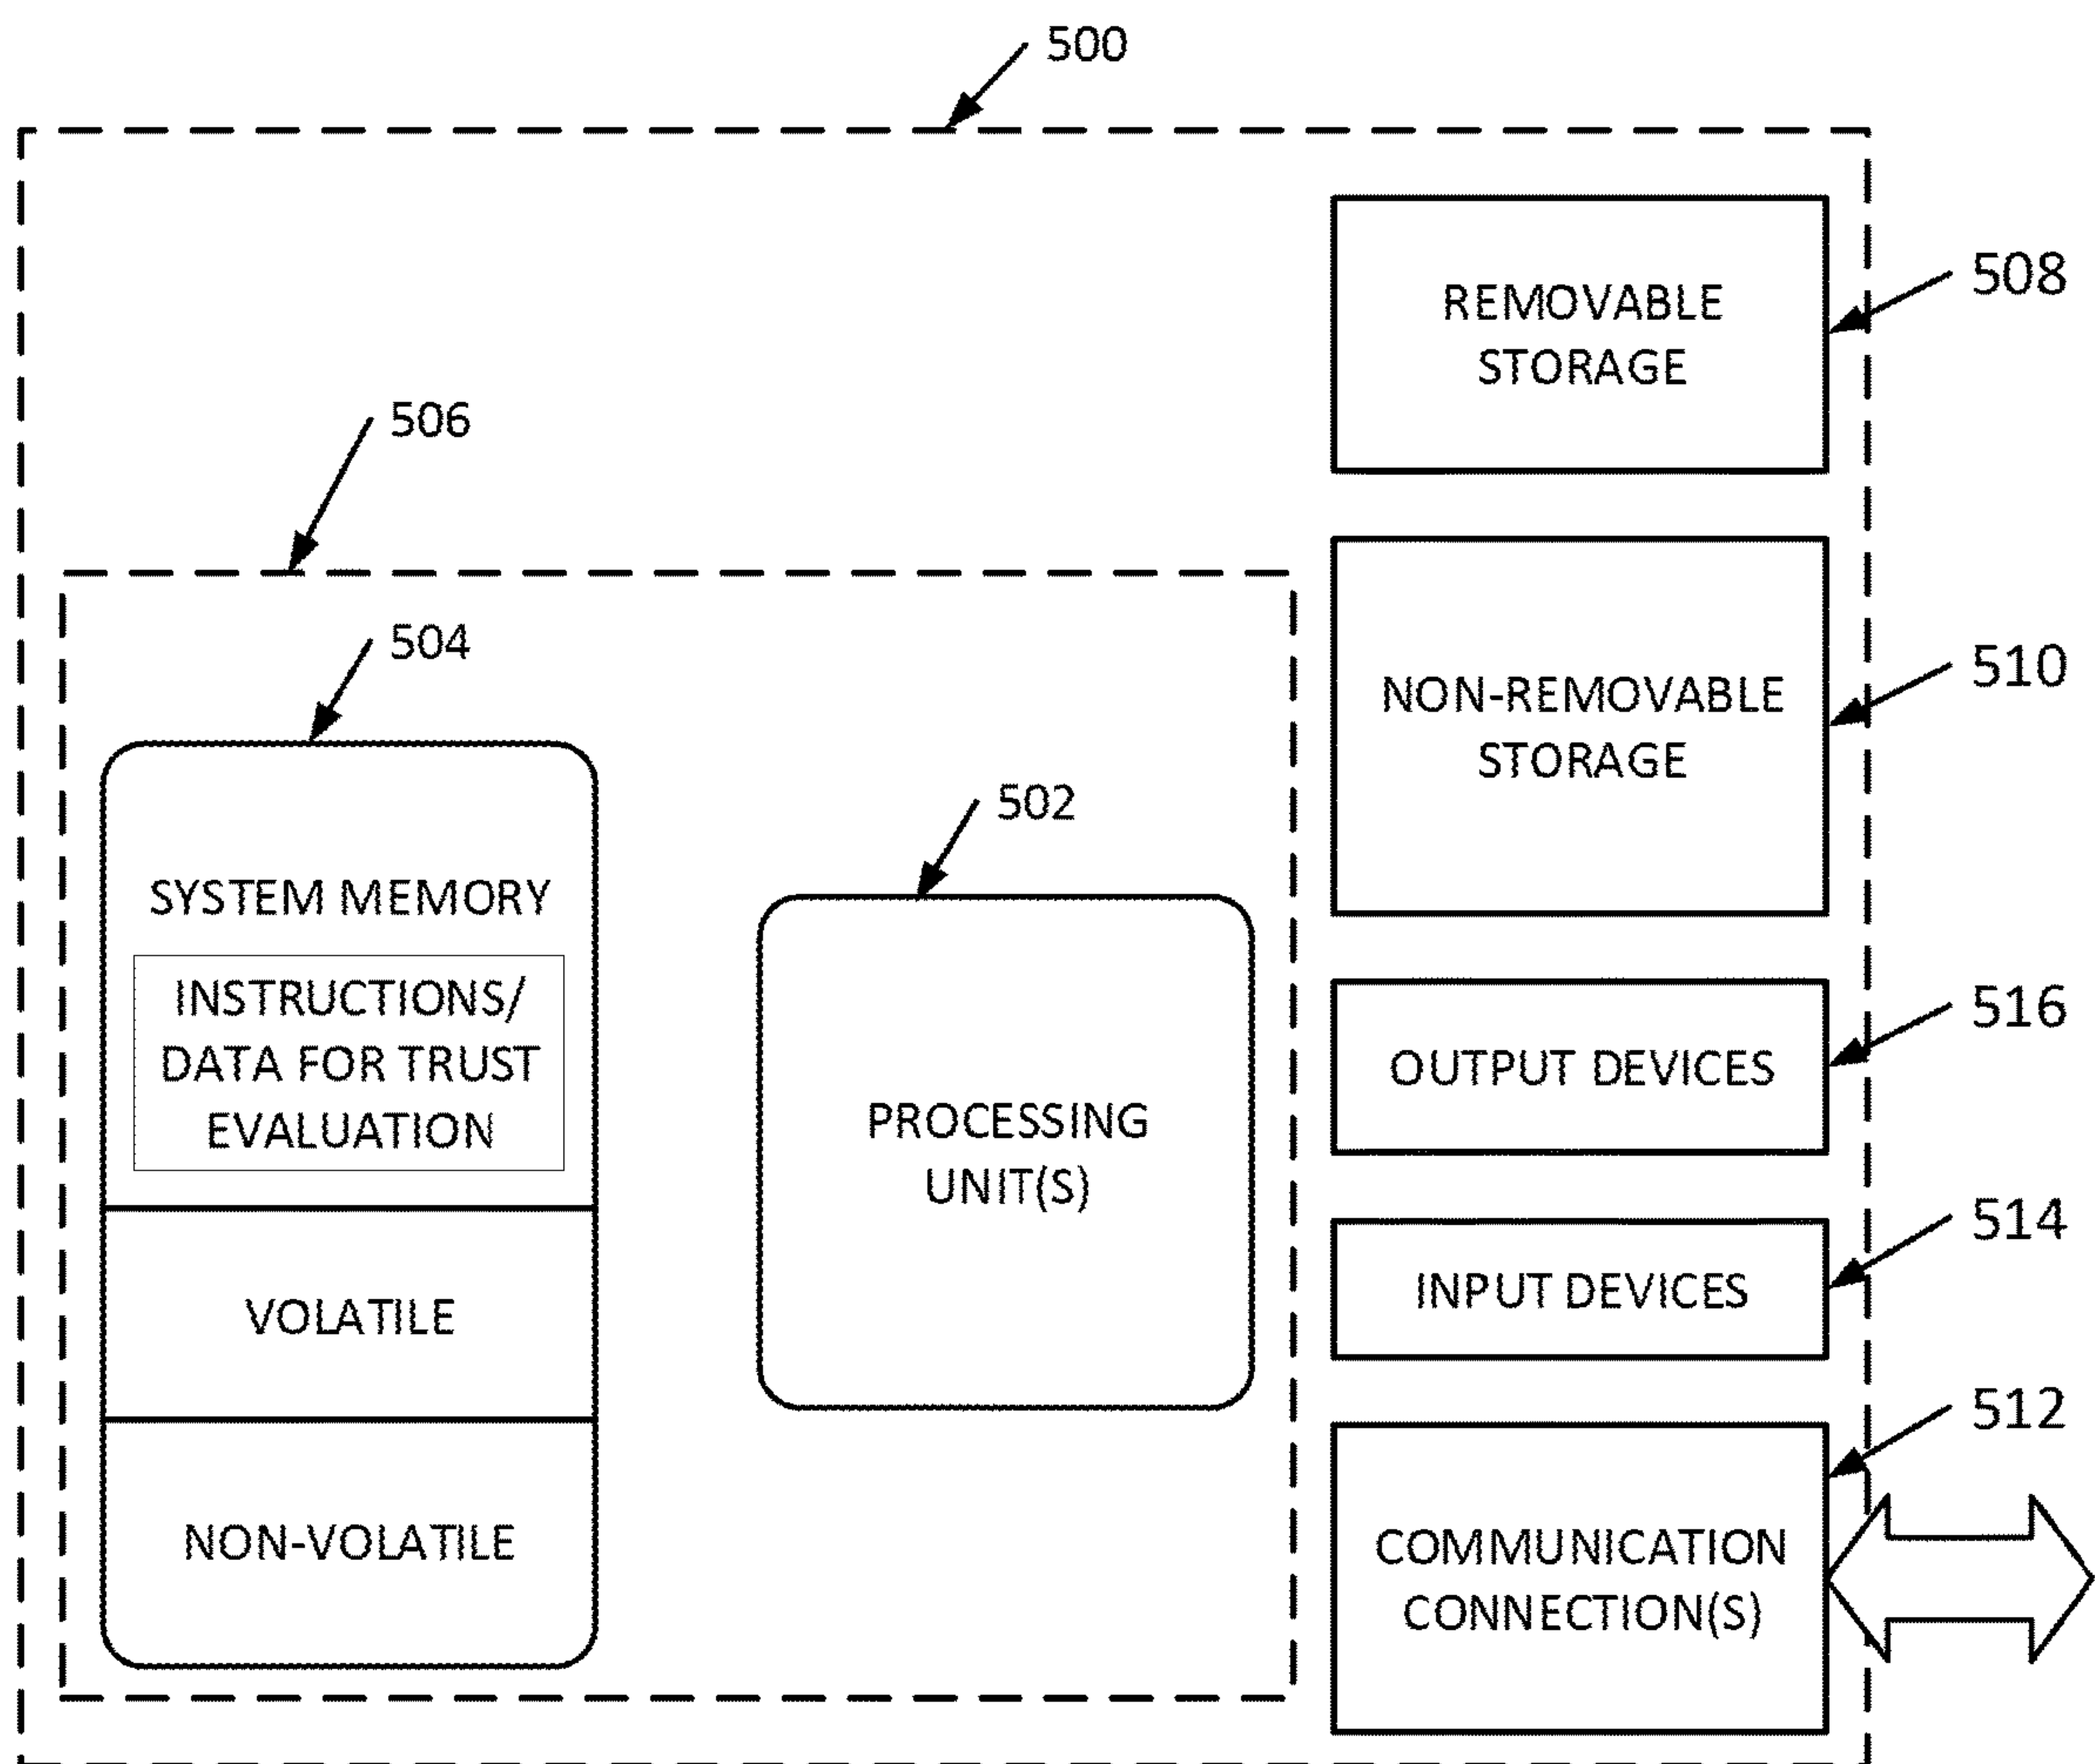 500
REMOVABLE
STORAGE
508
506
NON-REMOVABLE
STORAGE
510
504
502
SYSTEM MEMORY
INSTRUCTIONS/
DATA FOR TRUST
EVALUATION
VOLATILE
NON-VOLATILE
PROCESSING
UNIT(S)
OUTPUT DEVICES
516
INPUT DEVICES
514
COMMUNICATION
CONNECTION(S)
512